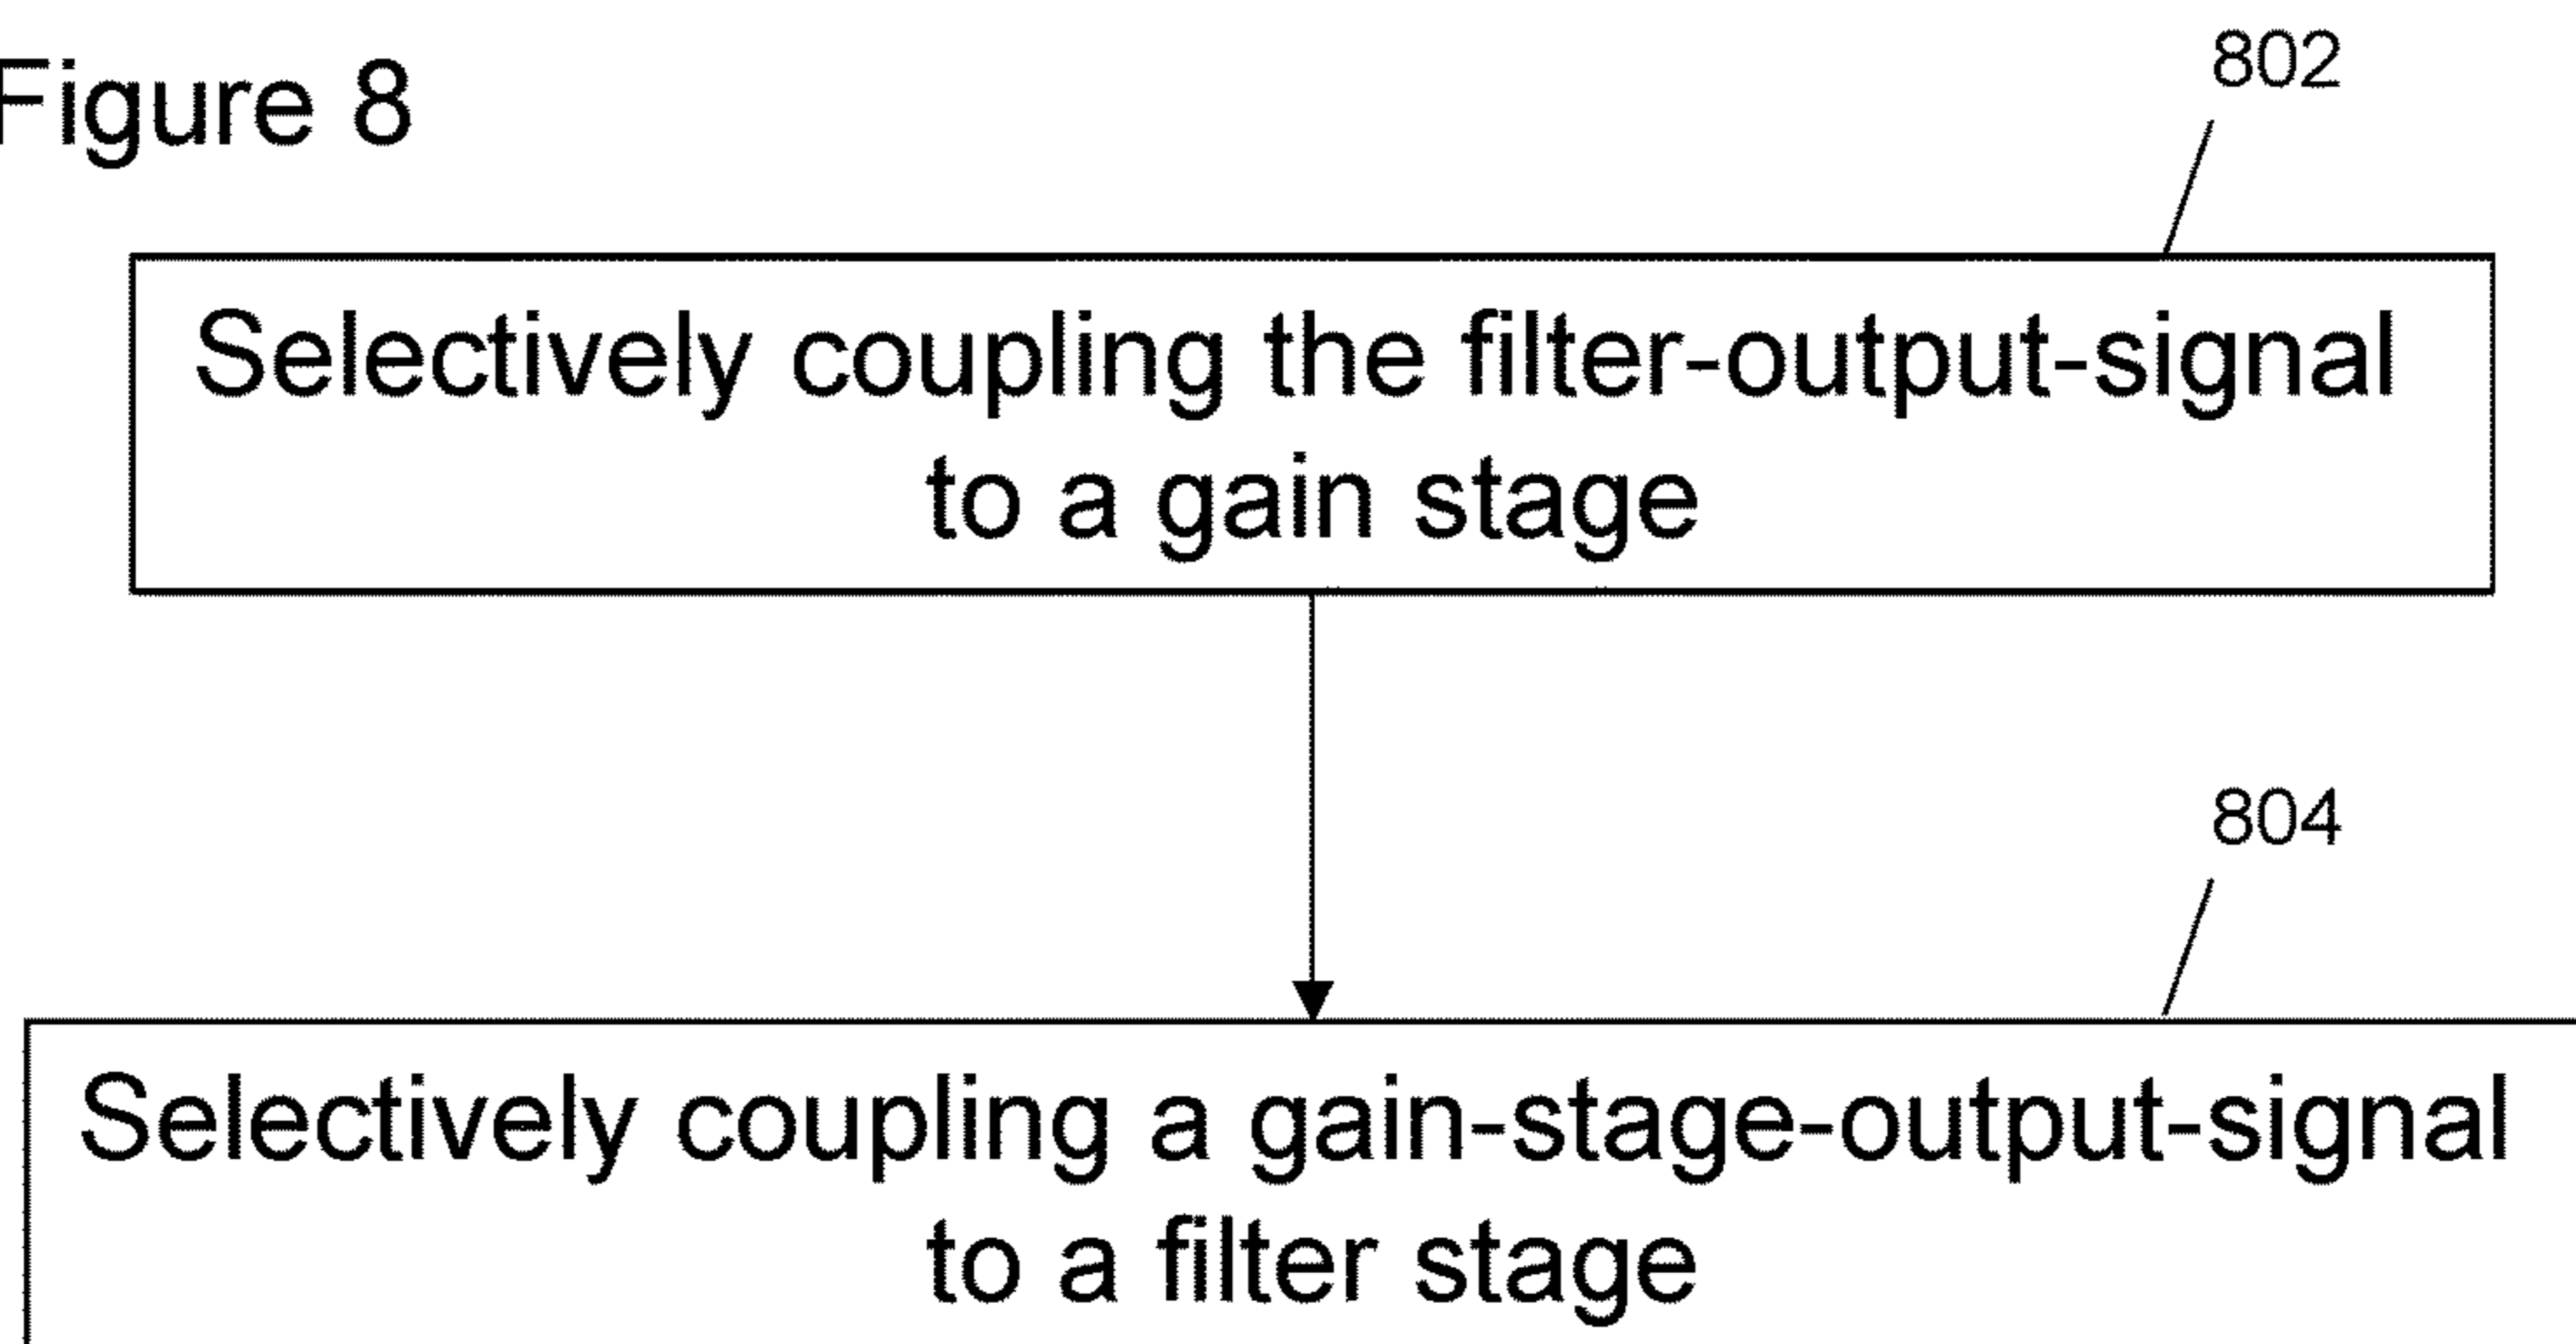 Figure 8
802
Selectively coupling the filter-output-signal
to a gain stage
804
Selectively coupling a gain-stage-output-signal
to a filter stage